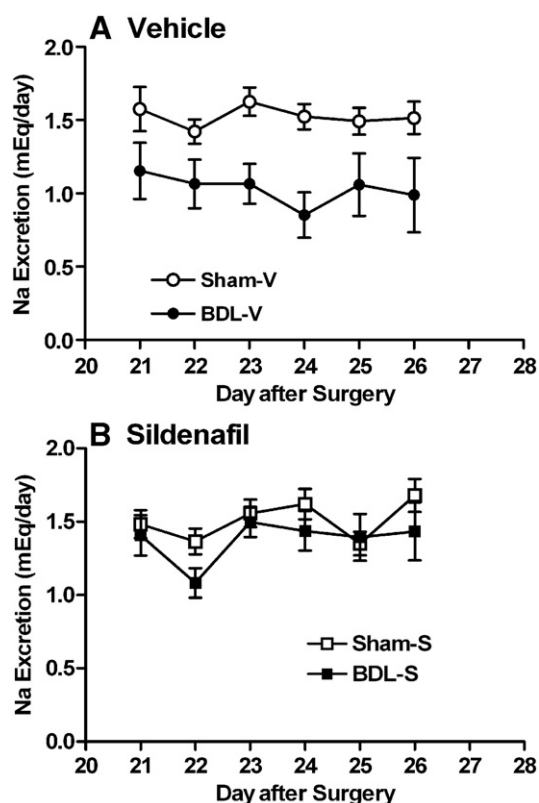 A Vehicle
2.0
1.5
1.0
0.5
0.0
Na Excretion (mEq/day)
Sham-V
BDL-V
20 21 22 23 24 25 26 27 28
Day after Surgery
B Sildenafil
2.0
1.5
1.0
0.5
0.0
Na Excretion (mEq/day)
Sham-S
BDL-S
20 21 22 23 24 25 26 27 28
Day after Surgery